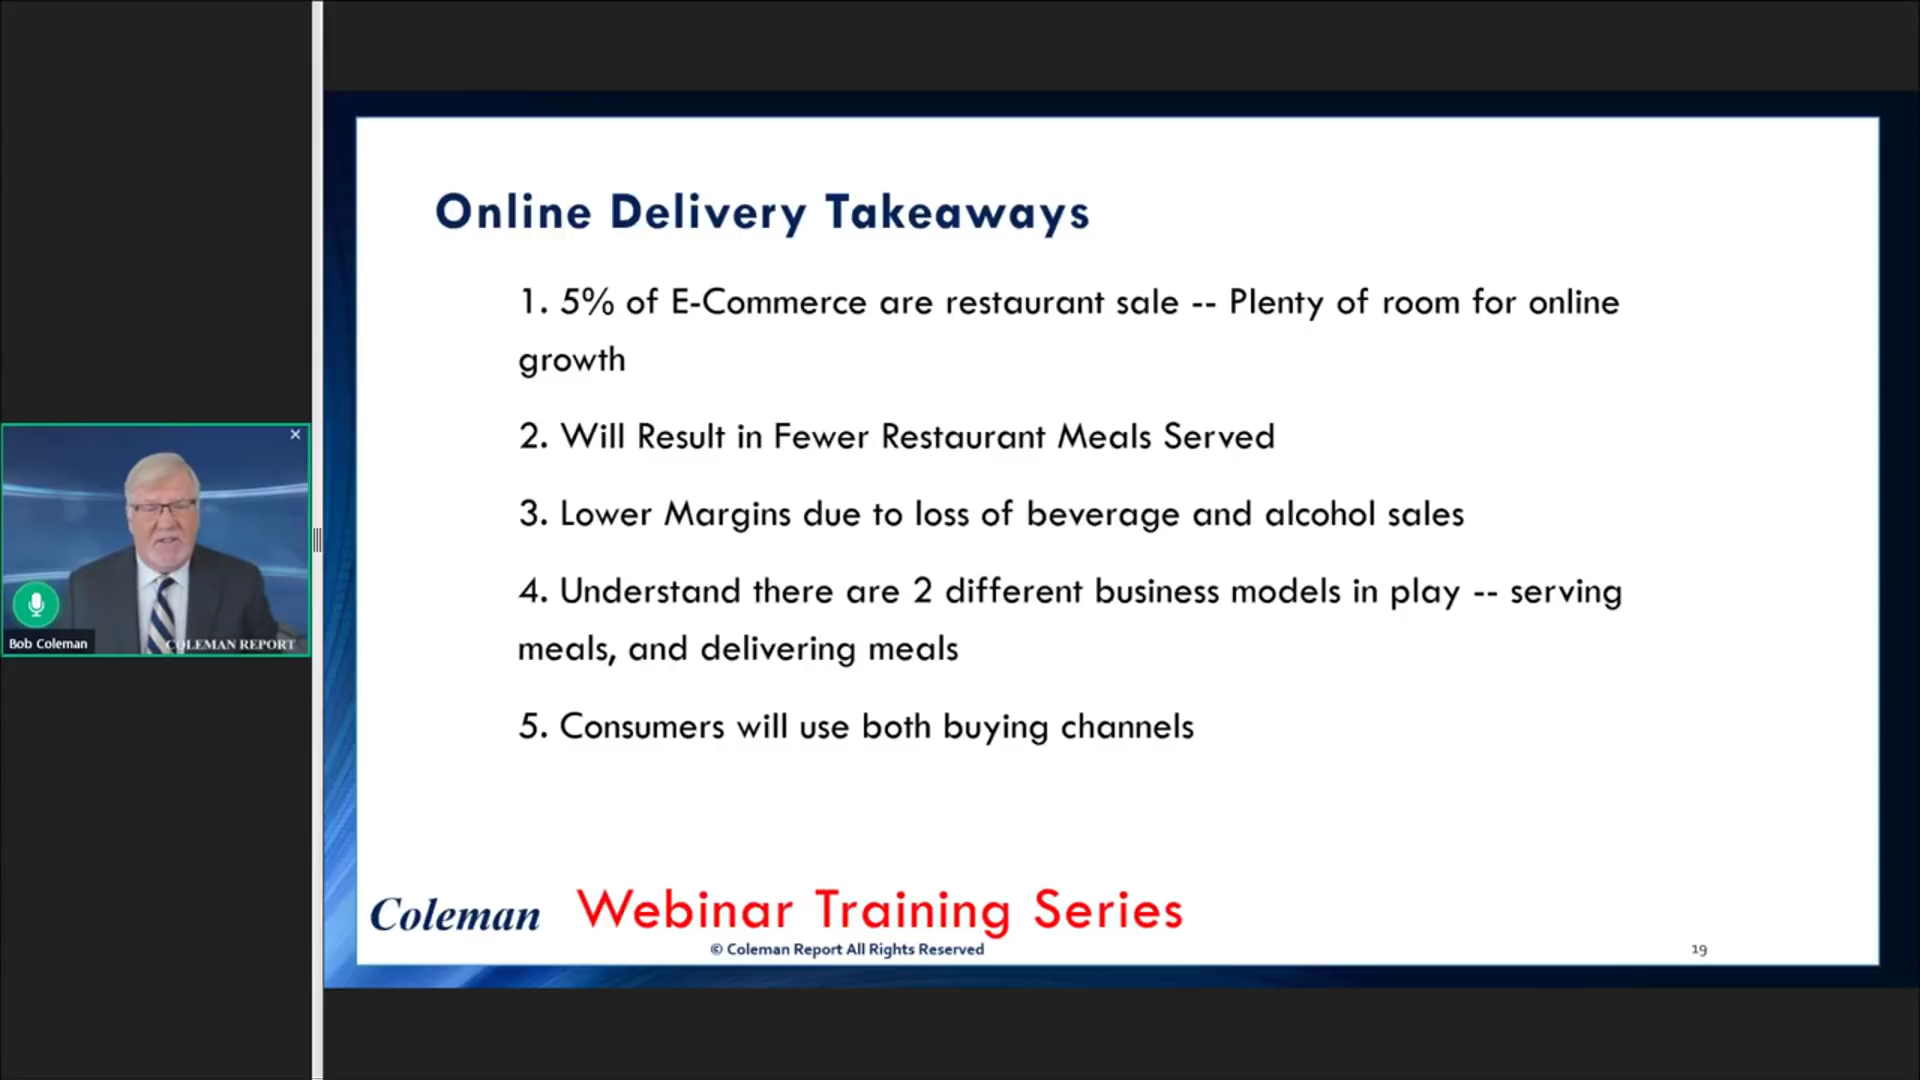 Online Delivery Takeaways
1. 5% of E-Commerce are restaurant sale -- Plenty of room for online
growth
2. Will Result in Fewer Restaurant Meals Served
3. Lower Margins due to loss of beverage and alcohol sales
4. Understand there are 2 different business models in play -- serving
meals, and delivering meals
5. Consumers will use both buying channels
Bob Coleman
COLEMAN REPORT
Coleman Webinar Training Series
© Coleman Report All Rights Reserved
19